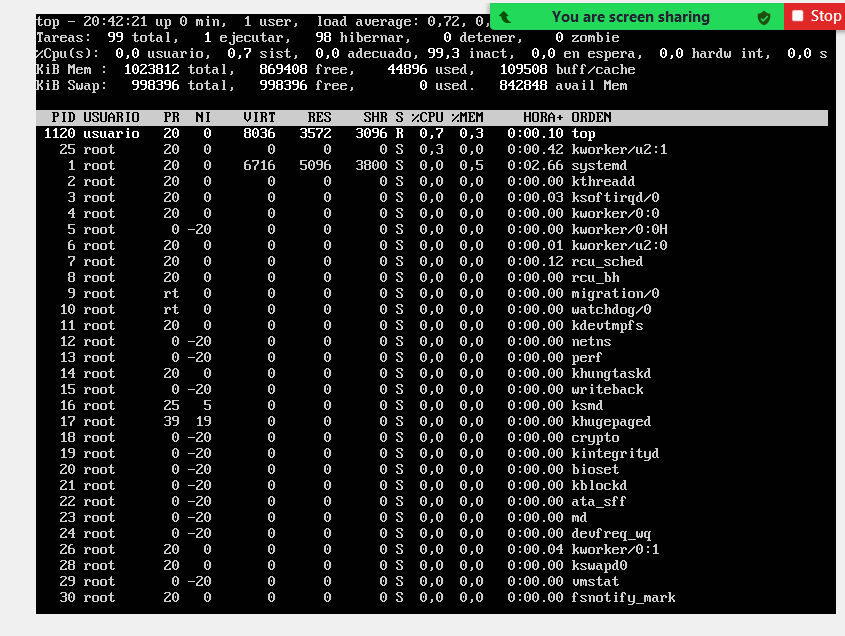 You are screen sharing Stop
top - 20:42:21 up 0 min, 1 user, load average: 0,72, 0,
Tareas: 99 total, 1 ejecutar, 98 hibernar, 0 detener, 0 zombie
%Cpu(s): 0,0 usuario, 0,7 sist, 0,0 adecuado, 99,3 inact, 0,0 en espera, 0,0 hardw int, 0,0 s
KiB Mem : 1023812 total, 869408 free, 44896 used, 109508 buff/cache
KiB Swap: 998396 total, 998396 free, 0 used. 842848 avail Mem
PID USUARIO PR NI VIRT RES SHR S %CPU %MEM HORA+ ORDEN
1120 usuario 20 0 8036 3572 3096 R 0,7 0,3 0:00.10 top
25 root 20 0 0 0 0 S 0,3 0,0 0:00.42 kworker/u2:1
1 root 20 0 6716 5096 3800 S 0,0 0,5 0:02.66 systemd
2 root 20 0 0 0 0 S 0,0 0,0 0:00.00 kthreadd
3 root 20 0 0 0 0 S 0,0 0,0 0:00.03 ksoftirqd/0
4 root 20 0 0 0 0 S 0,0 0,0 0:00.00 kworker/0:0
5 root 0 -20 0 0 0 S 0,0 0,0 0:00.00 kworker/0:0H
6 root 20 0 0 0 0 S 0,0 0,0 0:00.01 kworker/u2:0
7 root 20 0 0 0 0 S 0,0 0,0 0:00.12 rcu_sched
8 root 20 0 0 0 0 S 0,0 0,0 0:00.00 rcu_bh
9 root rt 0 0 0 0 S 0,0 0,0 0:00.00 migration/0
10 root rt 0 0 0 0 S 0,0 0,0 0:00.00 watchdog/0
11 root 20 0 0 0 0 S 0,0 0,0 0:00.00 kdevtmpfs
12 root 0 -20 0 0 0 S 0,0 0,0 0:00.00 netns
13 root 0 -20 0 0 0 S 0,0 0,0 0:00.00 perf
14 root 20 0 0 0 0 S 0,0 0,0 0:00.00 khungtaskd
15 root 0 -20 0 0 0 S 0,0 0,0 0:00.00 writeback
16 root 25 5 0 0 0 S 0,0 0,0 0:00.00 ksmd
17 root 39 19 0 0 0 S 0,0 0,0 0:00.00 khugepaged
18 root 0 -20 0 0 0 S 0,0 0,0 0:00.00 crypto
19 root 0 -20 0 0 0 S 0,0 0,0 0:00.00 kintegrityd
20 root 0 -20 0 0 0 S 0,0 0,0 0:00.00 bioset
21 root 0 -20 0 0 0 S 0,0 0,0 0:00.00 kblockd
22 root 0 -20 0 0 0 S 0,0 0,0 0:00.00 ata_sff
23 root 0 -20 0 0 0 S 0,0 0,0 0:00.00 md
24 root 0 -20 0 0 0 S 0,0 0,0 0:00.00 devfreq_wq
26 root 20 0 0 0 0 S 0,0 0,0 0:00.04 kworker/0:1
28 root 20 0 0 0 0 S 0,0 0,0 0:00.00 kswapd0
29 root 0 -20 0 0 0 S 0,0 0,0 0:00.00 vmstat
30 root 20 0 0 0 0 S 0,0 0,0 0:00.00 fsnotify_mark